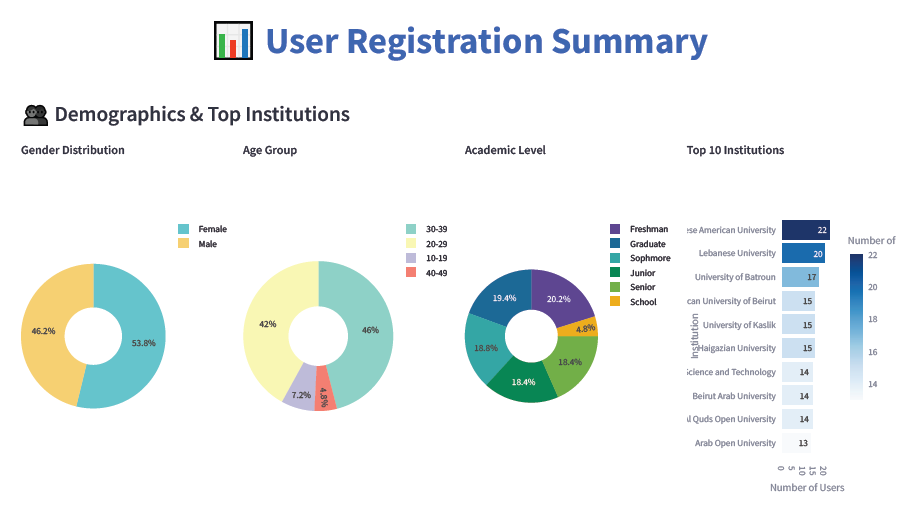 User Registration Summary
Demographics & Top Institutions
Gender Distribution
Female
Male
46.2%
53.8%
Age Group
30-39
20-29
10-19
40-49
42%
46%
7.2%
4.8%
Academic Level
Freshman
Graduate
Sophmore
Junior
Senior
School
19.4%
20.2%
4.8%
18.8%
18.4%
18.4%
Top 10 Institutions
Institution
American University 22
Lebanese University 20
University of Batroun 17
University of Beirut 15
University of Kaslik 15
Haigazian University 15
Science and Technology 14
Beirut Arab University 14
Quds Open University 14
Arab Open University 13
0 5 10 15 20
Number of Users
Number of
22
20
18
16
14